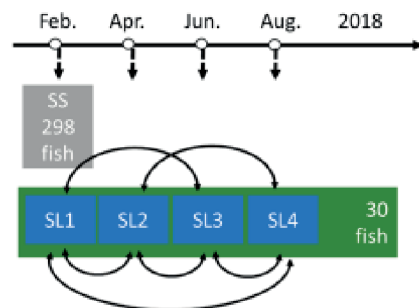 Feb. Apr. Jun. Aug. 2018
SS
298
fish
SL1 SL2 SL3 SL4
30
fish